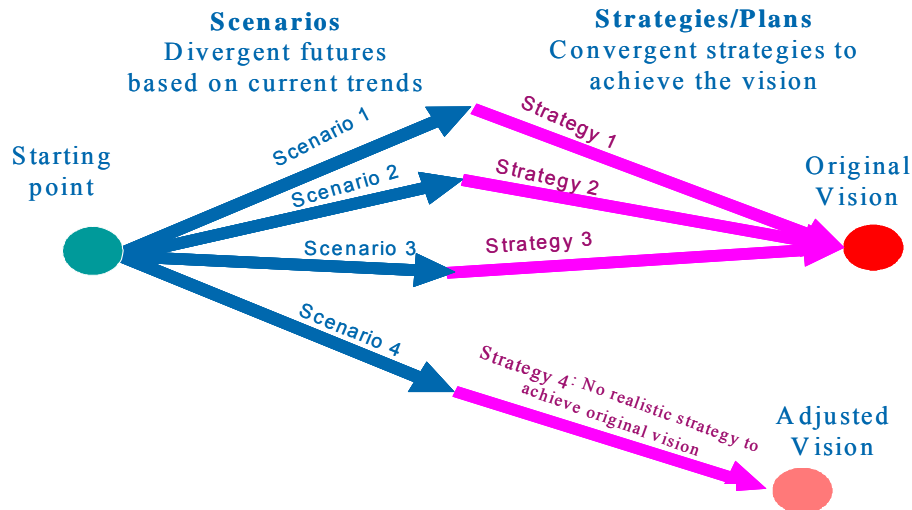 Scenarios
Divergent futures
based on current trends
Strategies/Plans
Convergent strategies to
achieve the vision
Starting
point
Scenario 1
Scenario 2
Scenario 3
Scenario 4
Strategy 1
Strategy 2
Strategy 3
Strategy 4: No realistic strategy to
achieve original vision
Original
Vision
Adjusted
Vision